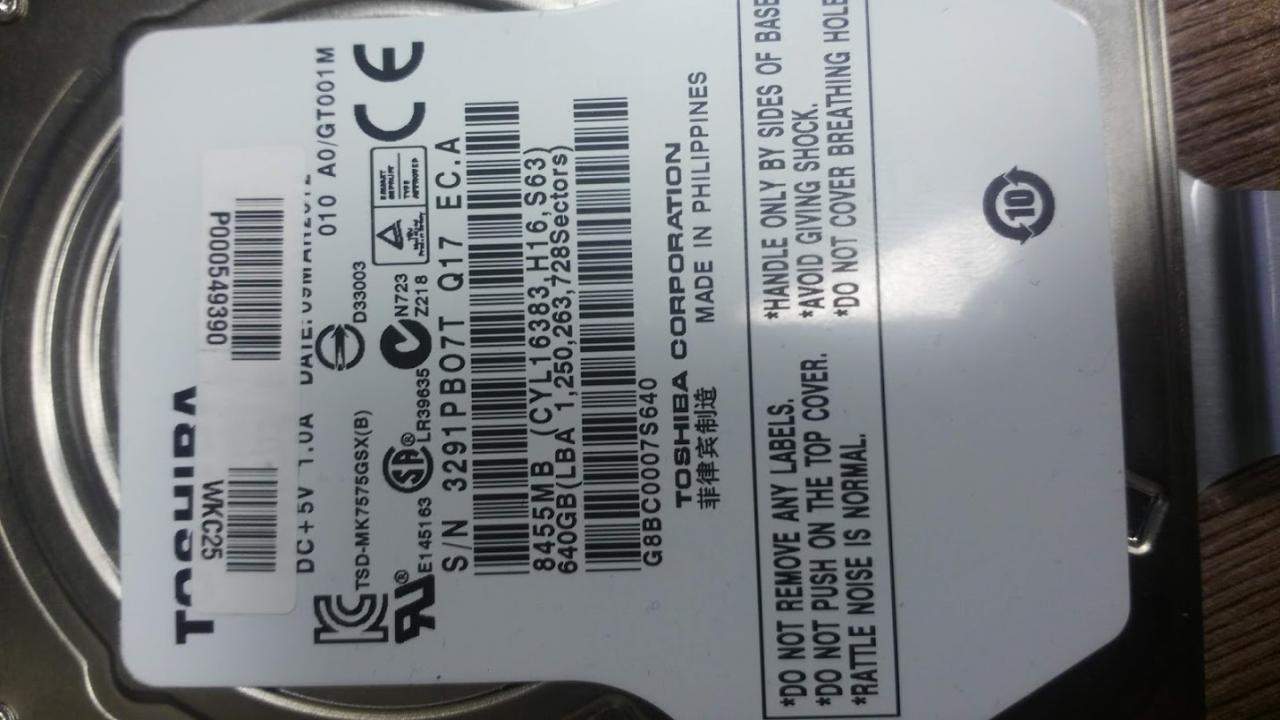 TOSHIBA
WKC25 P000549390
DC+5V 1.0A
010 A0/GT001M
TSD-MK7575GSX(B) D33003
E145163 SA® LR39635 N723
Z218
S/N 3291PBO7T Q17 EC.A
8455MB (CYL16383,H16,S63)
640GB(LBA 1,250,263,728Sectors)
G8BC0007S640
TOSHIBA CORPORATION
菲律宾制造 MADE IN PHILIPPINES
*DO NOT REMOVE ANY LABELS.
*DO NOT PUSH ON THE TOP COVER.
*RATTLE NOISE IS NORMAL.
*HANDLE ONLY BY SIDES OF BASE
*AVOID GIVING SHOCK.
*DO NOT COVER BREATHING HOLE
10